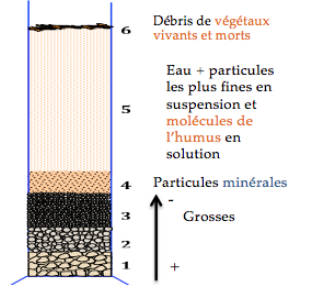 6
Débris de végétaux
vivants et morts
Eau + particules
les plus fines en
suspension et
molécules de
l'humus en
solution
5
4
Particules minérales
-
3
Grosses
2
1
+